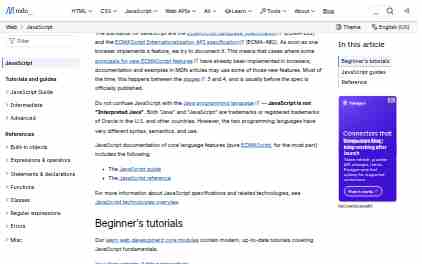 mdn
HTML CSS JavaScript Web APIs All Learn Tools About Blog
Web > JavaScript
Theme English (US)
Filter
JavaScript
Tutorials and guides
JavaScript Guide
Intermediate
Advanced
References
Built-in objects
Expressions & operators
Statements & declarations
Functions
Classes
Regular expressions
Errors
Misc
and the ECMAScript Internationalization API specification (ECMA-402). As soon as one
browser implements a feature, we try to document it. This means that cases where some
proposals for new ECMAScript features have already been implemented in browsers,
documentation and examples in MDN articles may use some of those new features. Most of
the time, this happens between the stages 3 and 4, and is usually before the spec is
officially published.
Do not confuse JavaScript with the Java programming language — JavaScript is not
"Interpreted Java". Both "Java" and "JavaScript" are trademarks or registered trademarks
of Oracle in the U.S. and other countries. However, the two programming languages have
very different syntax, semantics, and use.
JavaScript documentation of core language features (pure ECMAScript, for the most part)
includes the following:
• The JavaScript guide
• The JavaScript reference
For more information about JavaScript specifications and related technologies, see
JavaScript technologies overview.
Beginner's tutorials
Our learn web development core modules contain modern, up-to-date tutorials covering
JavaScript fundamentals.
In this article
Beginner's tutorials
JavaScript guides
Reference
Connectors that